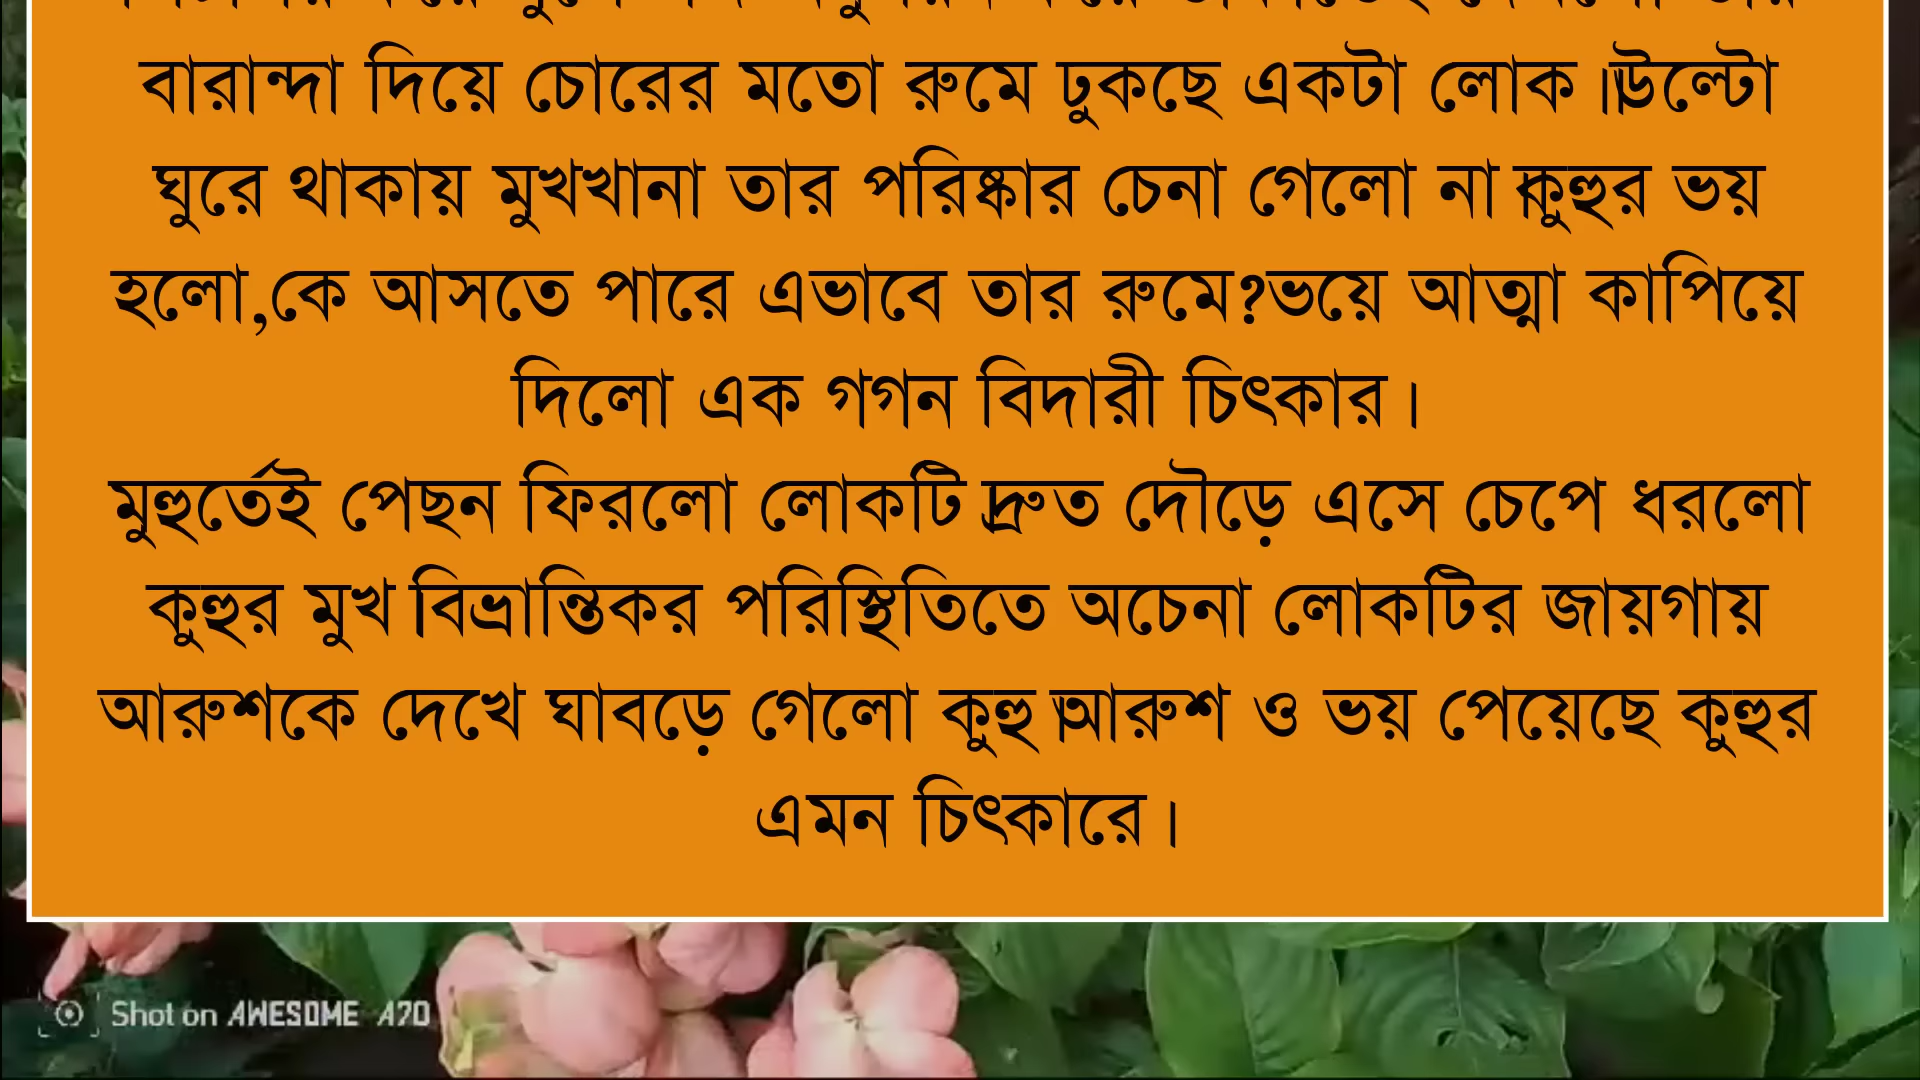 বারান্দা দিয়ে চোরের মতো রুমে ঢুকছে একটা লোক।উল্টো
ঘুরে থাকায় মুখখানা তার পরিষ্কার চেনা গেলো না।কুহুর ভয়
হলো,কে আসতে পারে এভাবে তার রুমে?ভয়ে আত্মা কাপিয়ে
দিলো এক গগন বিদারী চিৎকার।
মুহুর্তেই পেছন ফিরলো লোকটি।দ্রুত দৌড়ে এসে চেপে ধরলো
কুহুর মুখ।বিভ্রান্তিকর পরিস্থিতিতে অচেনা লোকটির জায়গায়
আরুশকে দেখে ঘাবড়ে গেলো কুহু।আরুশ ও ভয় পেয়েছে কুহুর
এমন চিৎকারে।
Shot on AWESOME A70